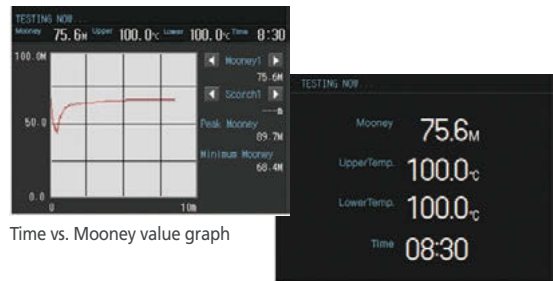 TESTING NOW...
Mooney 75.6M Upper 100.0℃ Lower 100.0℃ Time 8:30
100.0M
50.0
0.0
0
10m
Mooney1
75.6M
Scorch1
---m
Peak Mooney
89.7M
Minimum Mooney
68.4M
Time vs. Mooney value graph
TESTING NOW...
Mooney 75.6M
UpperTemp. 100.0℃
LowerTemp. 100.0℃
Time 08:30